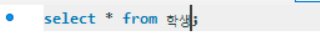 select * from 학생;